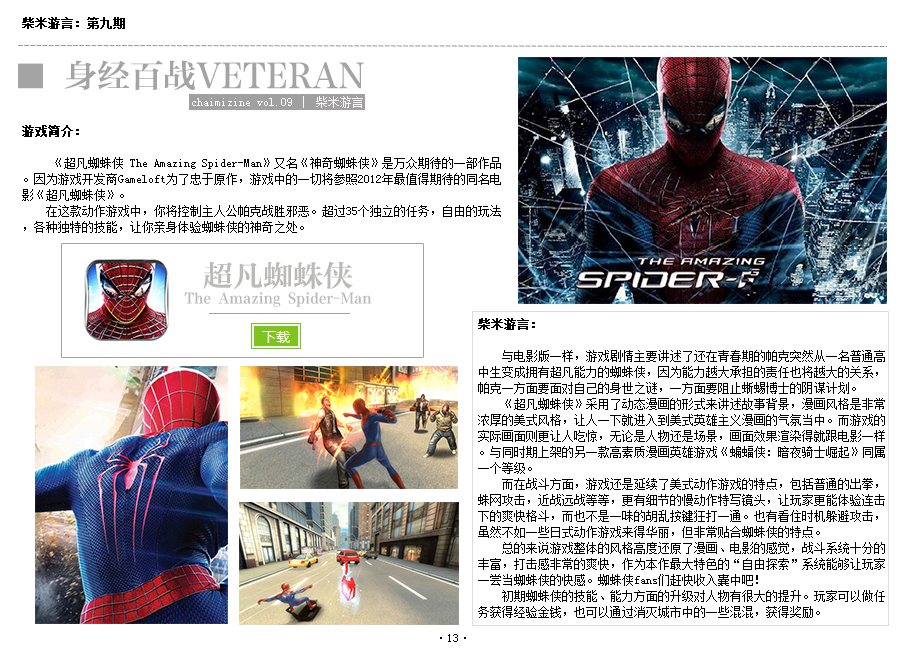 柴米游言：第九期
身经百战VETERAN
chaimizine vol.09 | 柴米游言
游戏简介：
《超凡蜘蛛侠 The Amazing Spider-Man》又名《神奇蜘蛛侠》是万众期待的一部作品
。因为游戏开发商Gameloft为了忠于原作，游戏中的一切将参照2012年最值得期待的同名电
影《超凡蜘蛛侠》。
在这款动作游戏中，你将控制主人公帕克战胜邪恶。超过35个独立的任务，自由的玩法
，各种独特的技能，让你亲身体验蜘蛛侠的神奇之处。
超凡蜘蛛侠
The Amazing Spider-Man
下载
THE AMAZING
SPIDER-
柴米游言：
与电影版一样，游戏剧情主要讲述了还在青春期的帕克突然从一名普通高
中生变成拥有超凡能力的蜘蛛侠，因为能力越大承担的责任也将越大的关系，
帕克一方面要面对自己的身世之谜，一方面要阻止蜥蜴博士的阴谋计划。
《超凡蜘蛛侠》采用了动态漫画的形式来讲述故事背景，漫画风格是非常
浓厚的美式风格，让人一下就进入到美式英雄主义漫画的气氛当中。而游戏的
实际画面则更让人吃惊，无论是人物还是场景，画面效果渲染得就跟电影一样
。与同时期上架的另一款高素质漫画英雄游戏《蝙蝠侠：暗夜骑士崛起》同属
一个等级。
而在战斗方面，游戏还是延续了美式动作游戏的特点，包括普通的出拳，
蛛网攻击，近战远战等等，更有细节的慢动作特写镜头，让玩家更能体验连击
下的爽快格斗，而也不是一味的胡乱按键狂打一通。也有看住时机躲避攻击，
虽然不如一些日式动作游戏来得华丽，但非常贴合蜘蛛侠的特点。
总的来说游戏整体的风格高度还原了漫画、电影的感觉，战斗系统十分的
丰富，打击感非常的爽快，作为本作最大特色的“自由探索”系统能够让玩家
一尝当蜘蛛侠的快感。蜘蛛侠fans们赶快收入囊中吧！
初期蜘蛛侠的技能、能力方面的升级对人物有很大的提升。玩家可以做任
务获得经验金钱，也可以通过消灭城市中的一些混混，获得奖励。
·13·